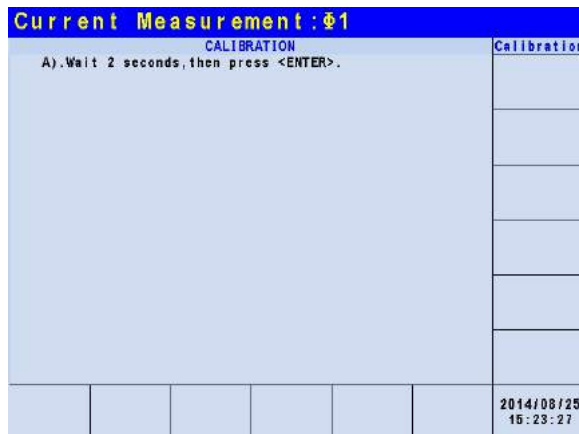 Current Measurement:Φ1
CALIBRATION
Calibration
A).Wait 2 seconds,then press <ENTER>.
2014/08/25
15:23:27